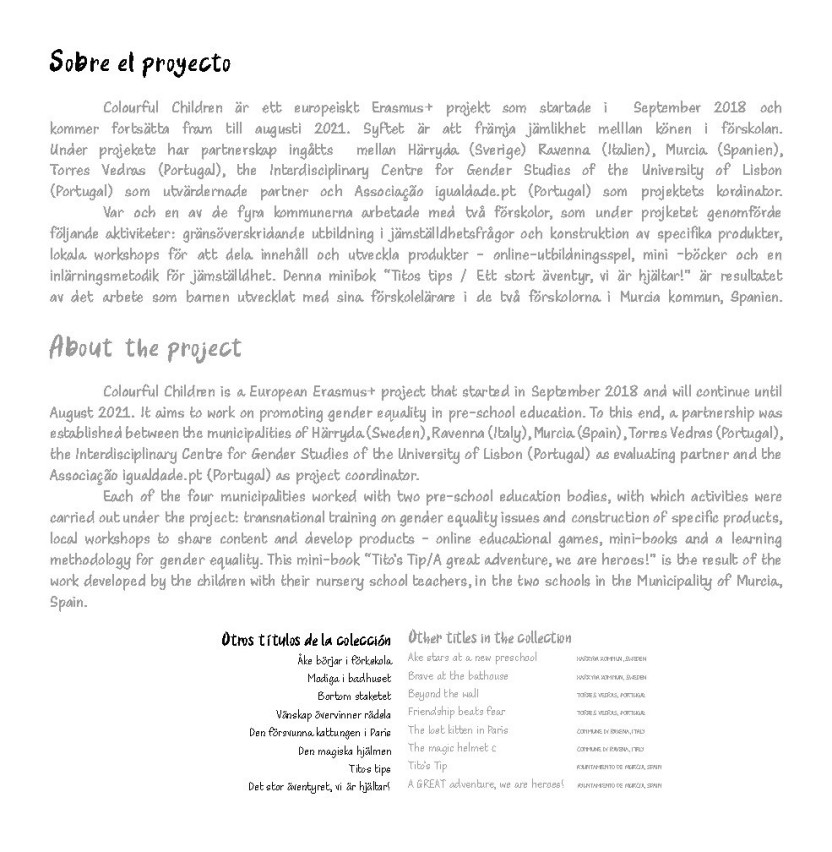 Sobre el proyecto
Colourful Children är ett europeiskt Erasmus+ projekt som startade i September 2018 och
kommer fortsätta fram till augusti 2021. Syftet är att främja jämlikhet melllan könen i förskolan.
Under projekete har partnerskap ingåtts mellan Härryda (Sverige) Ravenna (Italien), Murcia (Spanien),
Torres Vedras (Portugal), the Interdisciplinary Centre for Gender Studies of the University of Lisbon
(Portugal) som utvärdernade partner och Associação igualdade.pt (Portugal) som projektets kordinator.
Var och en av de fyra kommunerna arbetade med två förskolor, som under projketet genomförde
följande aktiviteter: gränsöverskridande utbildning i jämställdhetsfrågor och konstruktion av specifika produkter,
lokala workshops för att dela innehåll och utveckla produkter - online-utbildningsspel, mini -böcker och en
inlärningsmetodik för jämställdhet. Denna minibok "Titos tips / Ett stort äventyr, vi är hjältar!" är resultatet
av det arbete som barnen utvecklat med sina förskolelärare i de två förskolorna i Murcia kommun, Spanien.
About the project
Colourful Children is a European Erasmus+ project that started in September 2018 and will continue until
August 2021. It aims to work on promoting gender equality in pre-school education. To this end, a partnership was
established between the municipalities of Härryda (Sweden), Ravenna (Italy), Murcia (Spain), Torres Vedras (Portugal),
the Interdisciplinary Centre for Gender Studies of the University of Lisbon (Portugal) as evaluating partner and the
Associação igualdade.pt (Portugal) as project coordinator.
Each of the four municipalities worked with two pre-school education bodies, with which activities were
carried out under the project: transnational training on gender equality issues and construction of specific products,
local workshops to share content and develop products - online educational games, mini-books and a learning
methodology for gender equality. This mini-book "Tito's Tip/A great adventure, we are heroes!" is the result of the
work developed by the children with their nursery school teachers, in the two schools in the Municipality of Murcia,
Spain.
Otros títulos de la colección Other titles in the collection
Åke börjar i förkskola Ake stars at a new preschool HÄRRYDA KOMMUN, SWEDEN
Modiga i badhuset Brave at the bathouse HÄRRYDA KOMMUN, SWEDEN
Bortom staketet Beyond the wall TORRES VEDRAS, PORTUGAL
Vänskap övervinner rädsla Friendship beats fear TORRES VEDRAS, PORTUGAL
Den försvunna kattungen i Paris The lost kitten in Paris COMMUNE DI RAVENA, ITALY
Den magiska hjälmen The magic helmet c COMMUNE DI RAVENA, ITALY
Titos tips Tito's Tip AYUNTAMIENTO DE MURCIA, SPAIN
Det stor äventyret, vi är hjältar! A GREAT adventure, we are heroes! AYUNTAMIENTO DE MURCIA, SPAIN